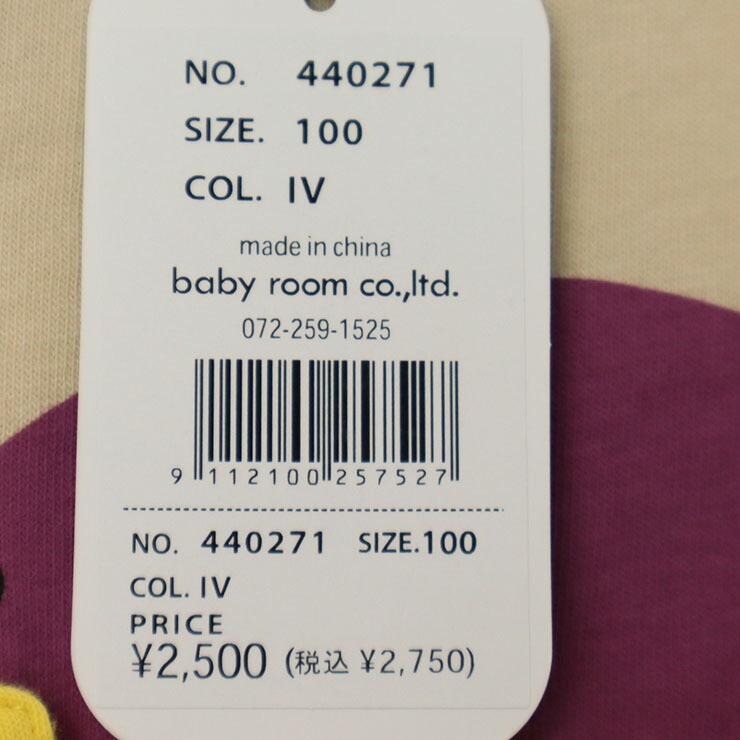 NO. 440271
SIZE. 100
COL. IV
made in china
baby room co.,ltd.
072-259-1525
9 112100 257527
NO. 440271 SIZE.100
COL. IV
PRICE
¥2,500 (税込 ¥2,750)